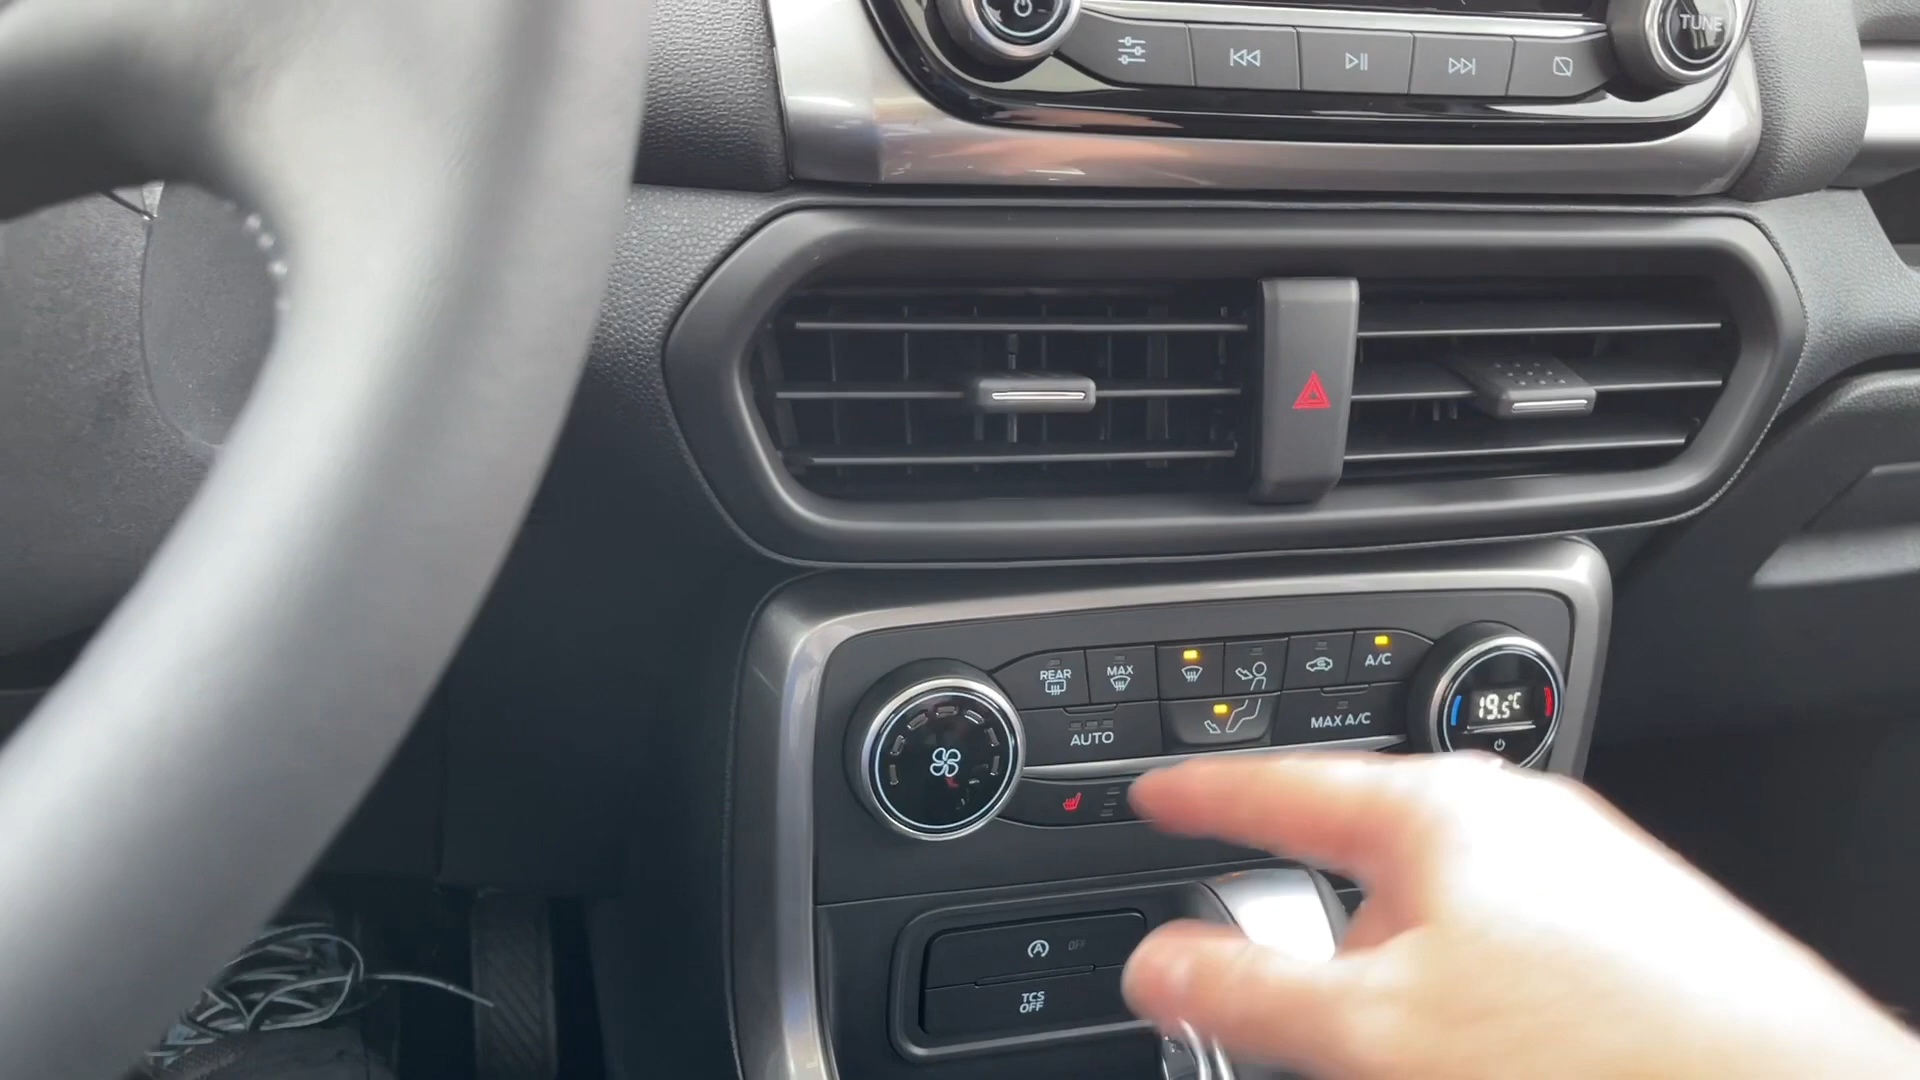 TUNE
REAR
MAX
A/C
AUTO
MAX A/C
19.5°C
A OFF
TCS
OFF